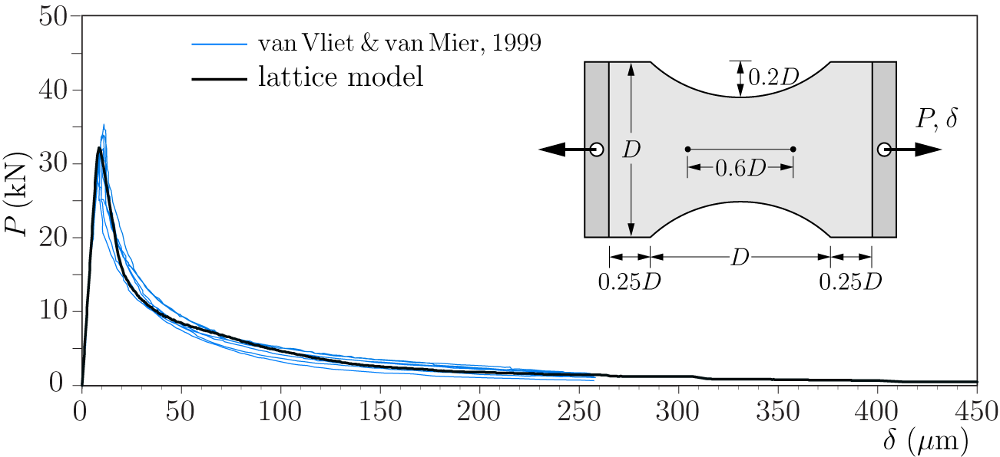 50
40
30
20
10
0
P (kN)
van Vliet & van Mier, 1999
lattice model
0.2D
P, δ
D
0.6D
D
0.25D
0.25D
0 50 100 150 200 250 300 350 400 450
δ (μm)